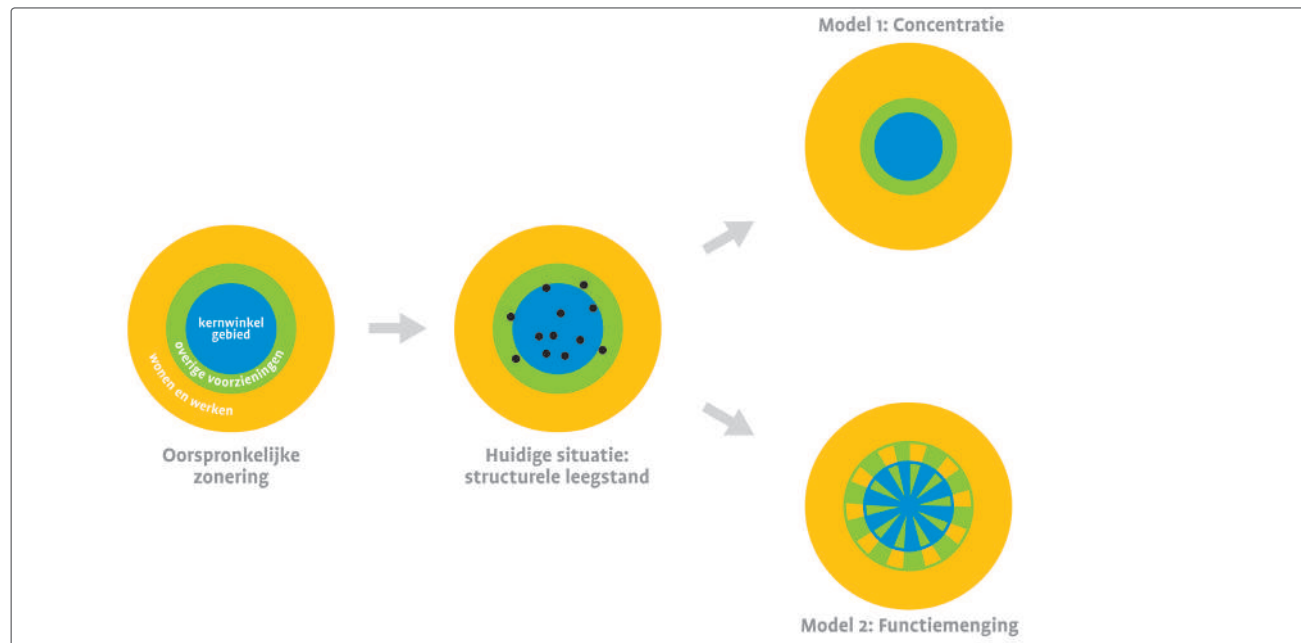 Model 1: Concentratie
kernwinkel
gebied
overige voorzieningen
wonen en werken
Oorspronkelijke
zonering
Huidige situatie:
structurele leegstand
Model 2: Functiemenging